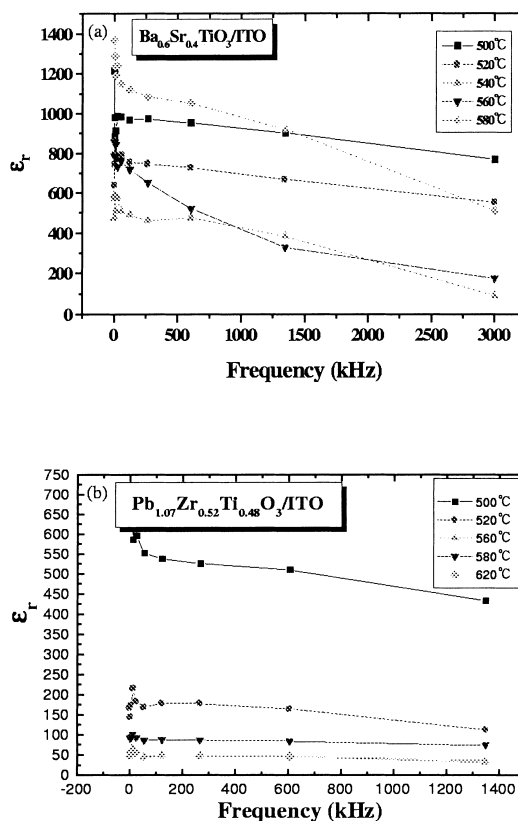 (a)
Ba0.6Sr0.4TiO3/ITO
500°C
520°C
540°C
560°C
580°C
1400
1200
1000
800
600
400
200
0
εr
0
500
1000
1500
2000
2500
3000
Frequency (kHz)
(b)
Pb1.07Zr0.52Ti0.48O3/ITO
500°C
520°C
560°C
580°C
620°C
750
700
650
600
550
500
450
400
350
300
250
200
150
100
50
0
εr
-200
0
200
400
600
800
1000
1200
1400
Frequency (kHz)